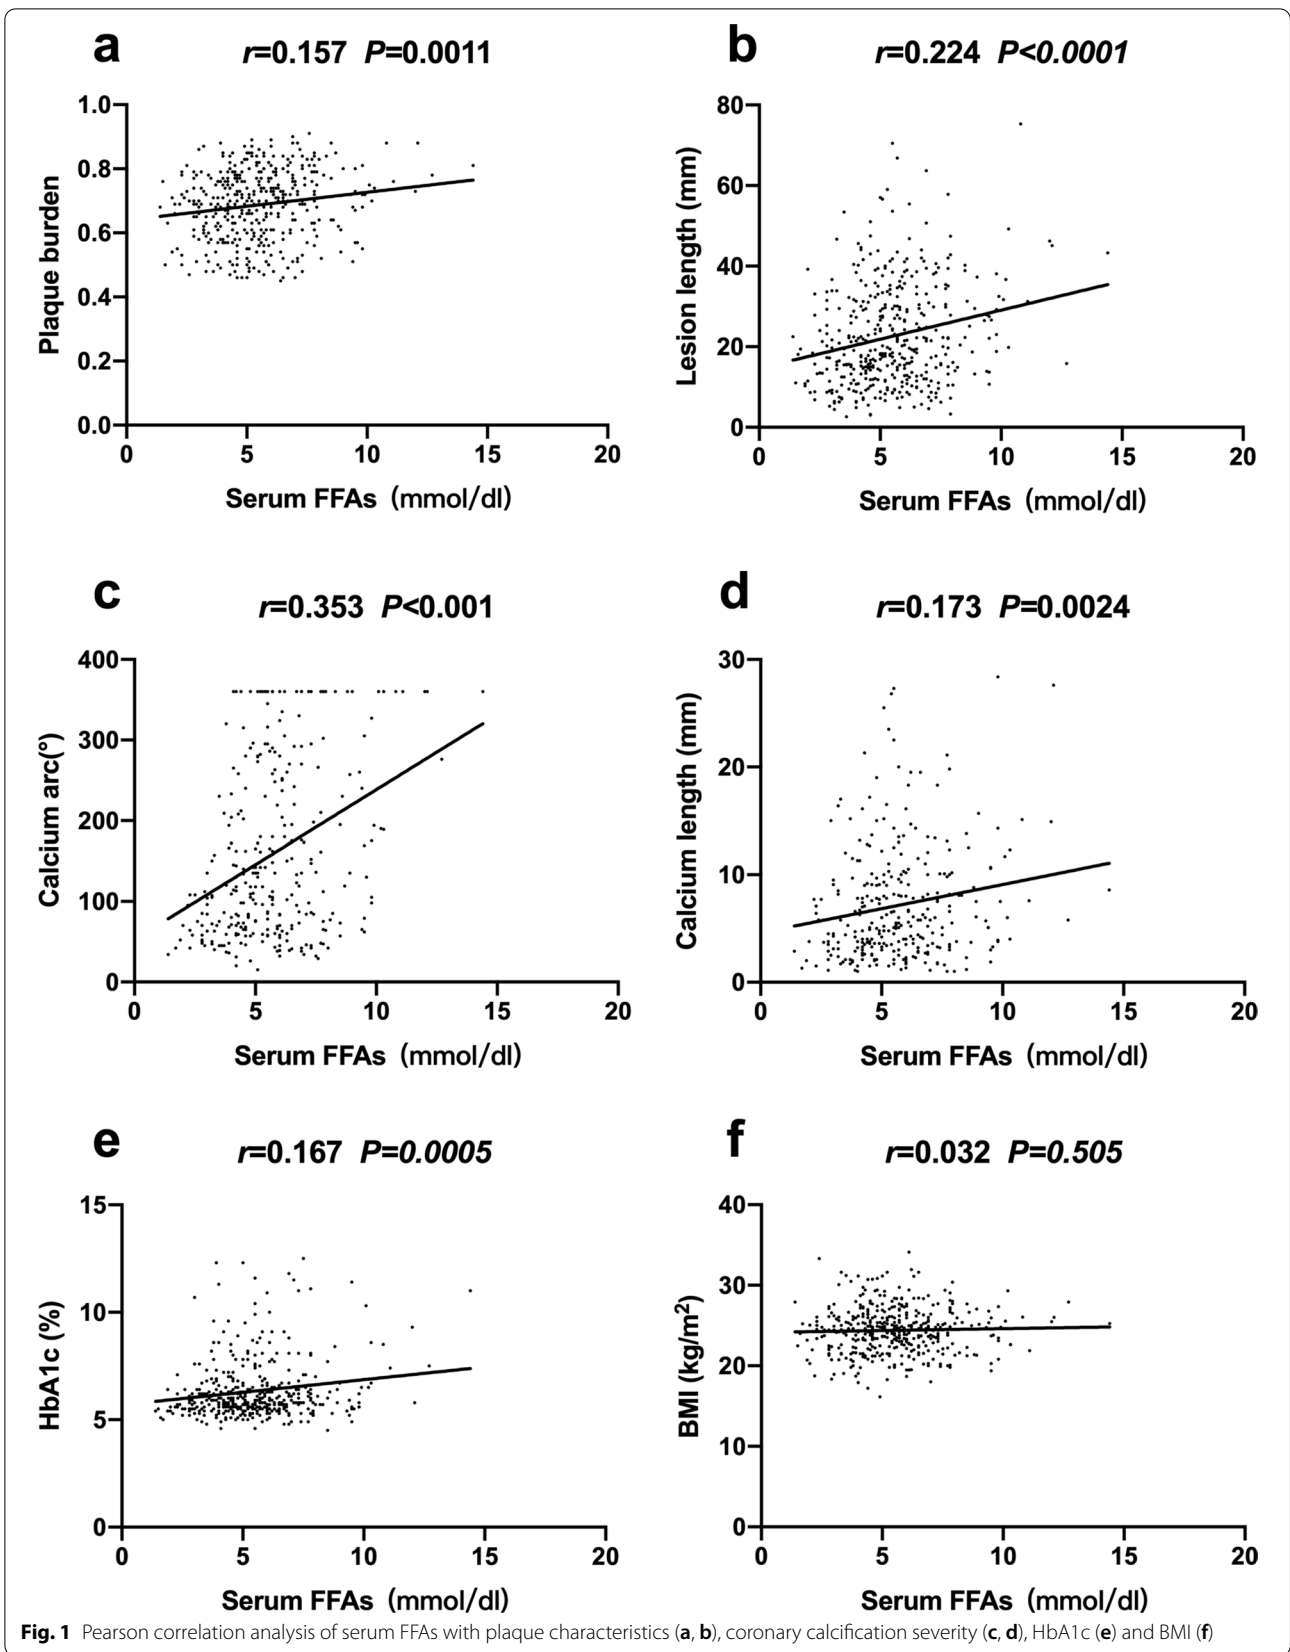 a
r=0.157 P=0.0011
1.0
0.8
0.6
0.4
0.2
0.0
Plaque burden
0 5 10 15 20
Serum FFAs (mmol/dl)
b
r=0.224 P<0.0001
80
60
40
20
0
Lesion length (mm)
0 5 10 15 20
Serum FFAs (mmol/dl)
c
r=0.353 P<0.001
400
300
200
100
0
Calcium arc(°)
0 5 10 15 20
Serum FFAs (mmol/dl)
d
r=0.173 P=0.0024
30
20
10
0
Calcium length (mm)
0 5 10 15 20
Serum FFAs (mmol/dl)
e
r=0.167 P=0.0005
15
10
5
0
HbA1c (%)
0 5 10 15 20
Serum FFAs (mmol/dl)
f
r=0.032 P=0.505
40
30
20
10
0
BMI (kg/m²)
0 5 10 15 20
Serum FFAs (mmol/dl)
Fig. 1 Pearson correlation analysis of serum FFAs with plaque characteristics (a, b), coronary calcification severity (c, d), HbA1c (e) and BMI (f)